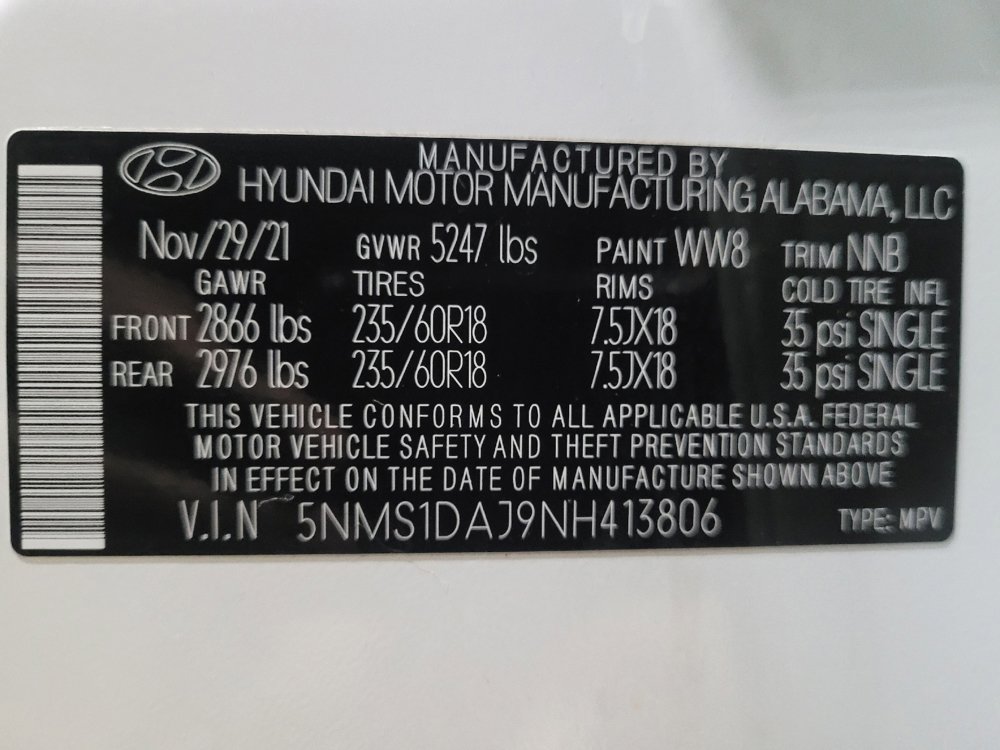 MANUFACTURED BY
HYUNDAI MOTOR MANUFACTURING ALABAMA, LLC
Nov/29/21 GVWR 5247 lbs PAINT WW8 TRIM NNB
GAWR TIRES RIMS COLD TIRE INFL
FRONT 2866 lbs 235/60R18 7.5JX18 35 psi SINGLE
REAR 2976 lbs 235/60R18 7.5JX18 35 psi SINGLE
THIS VEHICLE CONFORMS TO ALL APPLICABLE U.S.A. FEDERAL
MOTOR VEHICLE SAFETY AND THEFT PREVENTION STANDARDS
IN EFFECT ON THE DATE OF MANUFACTURE SHOWN ABOVE
V.I.N 5NMS1DAJ9NH413806 TYPE: MPV